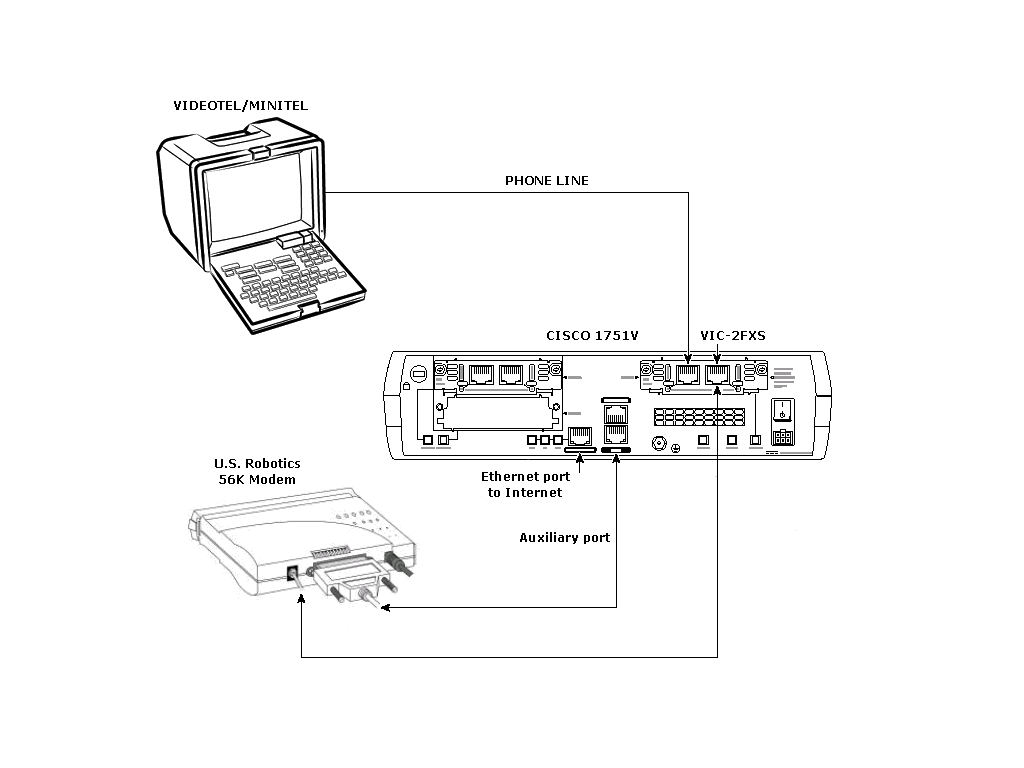 VIDEOTEL/MINITEL
PHONE LINE
CISCO 1751V
VIC-2FXS
U.S. Robotics
56K Modem
Ethernet port
to Internet
Auxiliary port